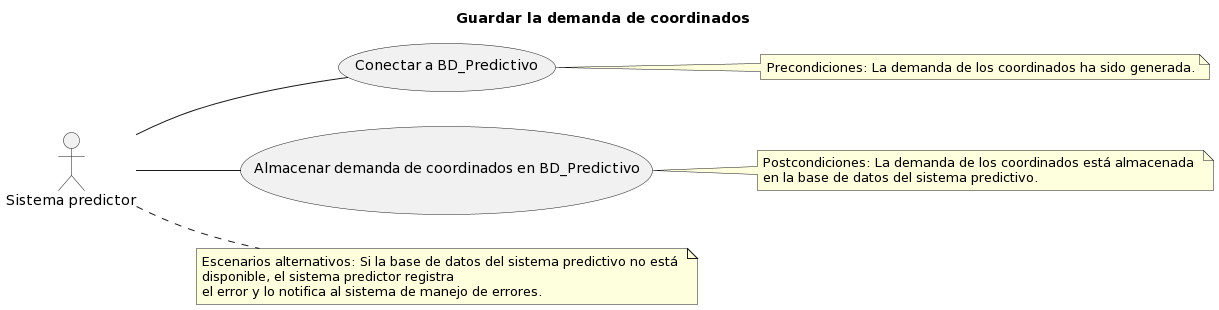 Guardar la demanda de coordinados
Conectar a BD_Predictivo
Precondiciones: La demanda de los coordinados ha sido generada.
Almacenar demanda de coordinados en BD_Predictivo
Postcondiciones: La demanda de los coordinados está almacenada
en la base de datos del sistema predictivo.
Sistema predictor
Escenarios alternativos: Si la base de datos del sistema predictivo no está
disponible, el sistema predictor registra
el error y lo notifica al sistema de manejo de errores.